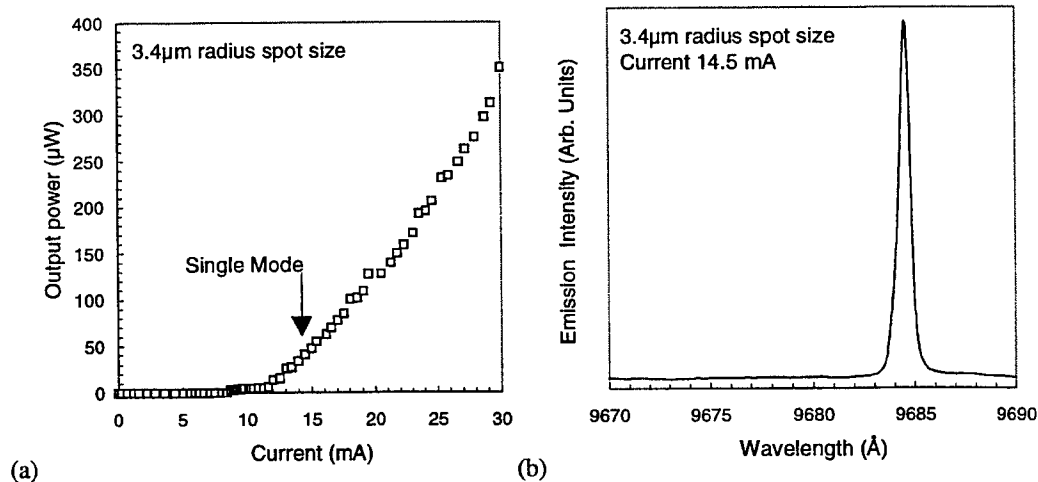 400
350
300
250
200
150
100
50
0
Output power (µW)
3.4µm radius spot size
Single Mode
0 5 10 15 20 25 30
Current (mA)
(a)
Emission Intensity (Arb. Units)
3.4µm radius spot size
Current 14.5 mA
9670 9675 9680 9685 9690
Wavelength (Å)
(b)